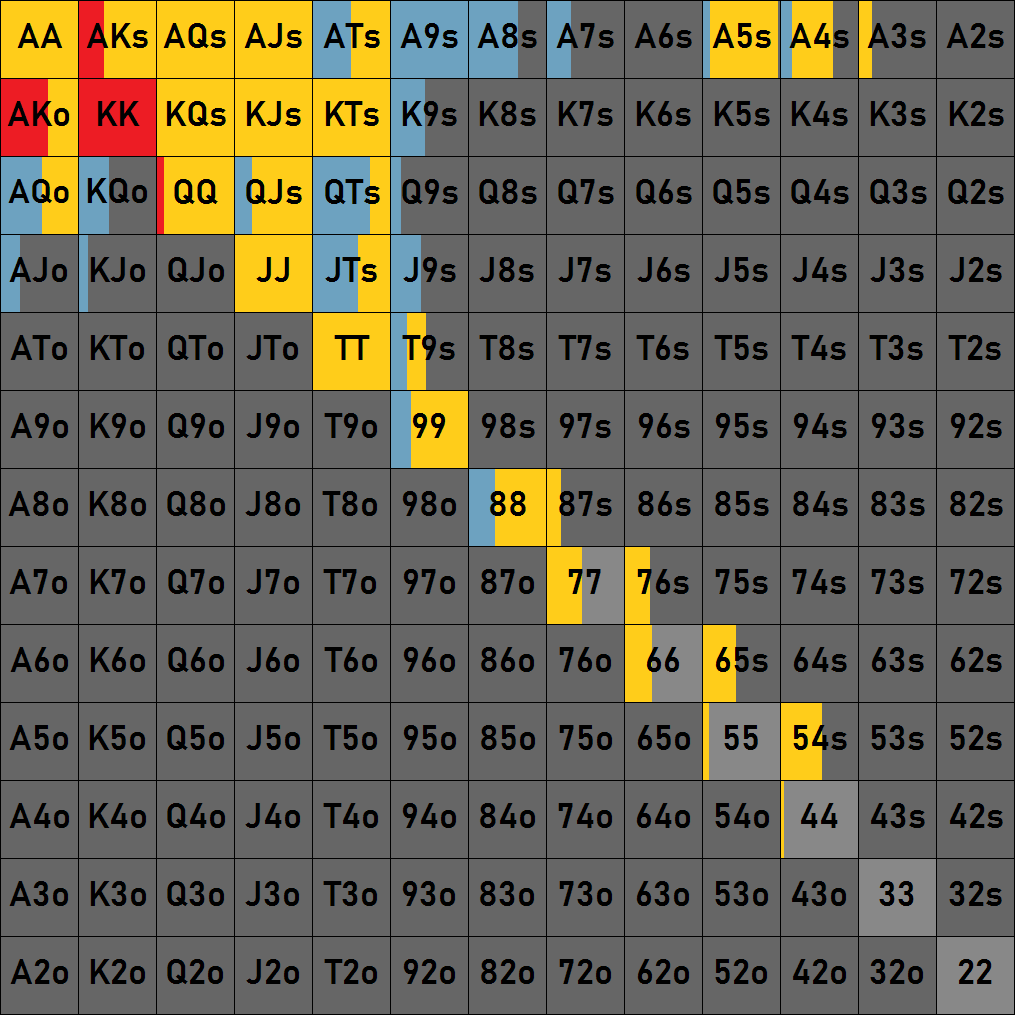 AA AKs AQs AJs ATs A9s A8s A7s A6s A5s A4s A3s A2s
AKo KK KQs KJs KTs K9s K8s K7s K6s K5s K4s K3s K2s
AQo KQo QQ QJs QTs Q9s Q8s Q7s Q6s Q5s Q4s Q3s Q2s
AJo KJo QJo JJ JTs J9s J8s J7s J6s J5s J4s J3s J2s
ATo KTo QTo JTo TT T9s T8s T7s T6s T5s T4s T3s T2s
A9o K9o Q9o J9o T9o 99 98s 97s 96s 95s 94s 93s 92s
A8o K8o Q8o J8o T8o 98o 88 87s 86s 85s 84s 83s 82s
A7o K7o Q7o J7o T7o 97o 87o 77 76s 75s 74s 73s 72s
A6o K6o Q6o J6o T6o 96o 86o 76o 66 65s 64s 63s 62s
A5o K5o Q5o J5o T5o 95o 85o 75o 65o 55 54s 53s 52s
A4o K4o Q4o J4o T4o 94o 84o 74o 64o 54o 44 43s 42s
A3o K3o Q3o J3o T3o 93o 83o 73o 63o 53o 43o 33 32s
A2o K2o Q2o J2o T2o 92o 82o 72o 62o 52o 42o 32o 22